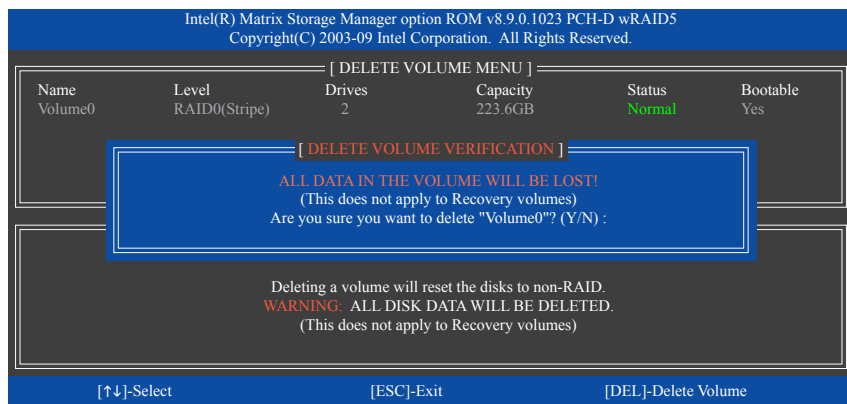 Intel(R) Matrix Storage Manager option ROM v8.9.0.1023 PCH-D wRAID5
Copyright(C) 2003-09 Intel Corporation. All Rights Reserved.
[ DELETE VOLUME MENU ]
Name Level Drives Capacity Status Bootable
Volume0 RAID0(Stripe) 2 223.6GB Normal Yes
[ DELETE VOLUME VERIFICATION ]
ALL DATA IN THE VOLUME WILL BE LOST!
(This does not apply to Recovery volumes)
Are you sure you want to delete "Volume0"? (Y/N) :
Deleting a volume will reset the disks to non-RAID.
WARNING: ALL DISK DATA WILL BE DELETED.
(This does not apply to Recovery volumes)
[↑↓]-Select [ESC]-Exit [DEL]-Delete Volume